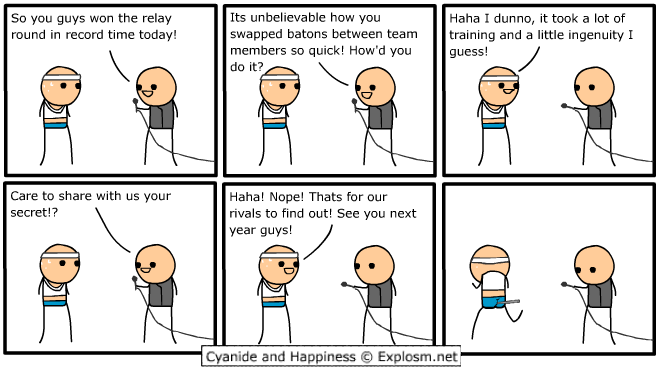 So you guys won the relay
round in record time today!
Its unbelievable how you
swapped batons between team
members so quick! How'd you
do it?
Haha I dunno, it took a lot of
training and a little ingenuity I
guess!
Care to share with us your
secret!?
Haha! Nope! Thats for our
rivals to find out! See you next
year guys!
Cyanide and Happiness © Explosm.net